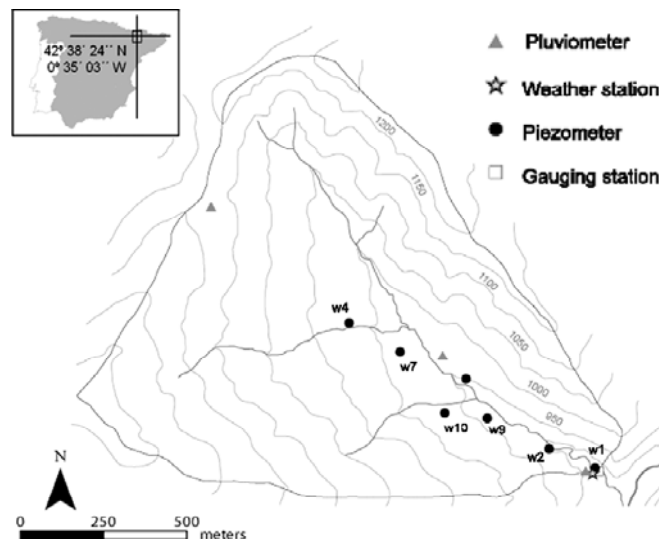 42° 38' 24'' N
0° 35' 03'' W
Pluviometer
Weather station
Piezometer
Gauging station
1200
1150
1100
1050
1000
950
w4
w7
w10
w9
w2
w1
N
0 250 500
meters